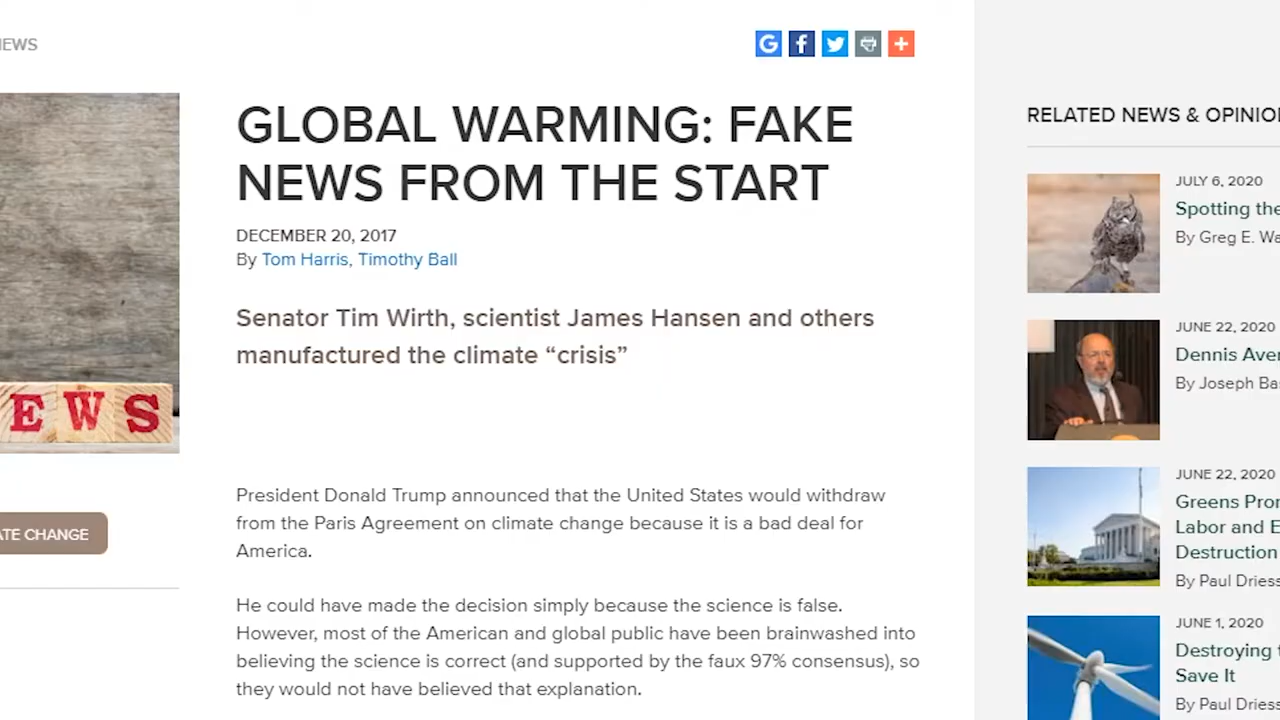 GLOBAL WARMING: FAKE
NEWS FROM THE START
DECEMBER 20, 2017
By Tom Harris, Timothy Ball
Senator Tim Wirth, scientist James Hansen and others
manufactured the climate “crisis”
President Donald Trump announced that the United States would withdraw
from the Paris Agreement on climate change because it is a bad deal for
America.
He could have made the decision simply because the science is false.
However, most of the American and global public have been brainwashed into
believing the science is correct (and supported by the faux 97% consensus), so
they would not have believed that explanation.
EWS
EWS
ATE CHANGE
RELATED NEWS & OPINIO
JULY 6, 2020
Spotting the
By Greg E. Wa
JUNE 22, 2020
Dennis Aver
By Joseph Ba
JUNE 22, 2020
Greens Pro
Labor and E
Destruction
By Paul Driess
JUNE 1, 2020
Destroying
Save It
By Paul Driess